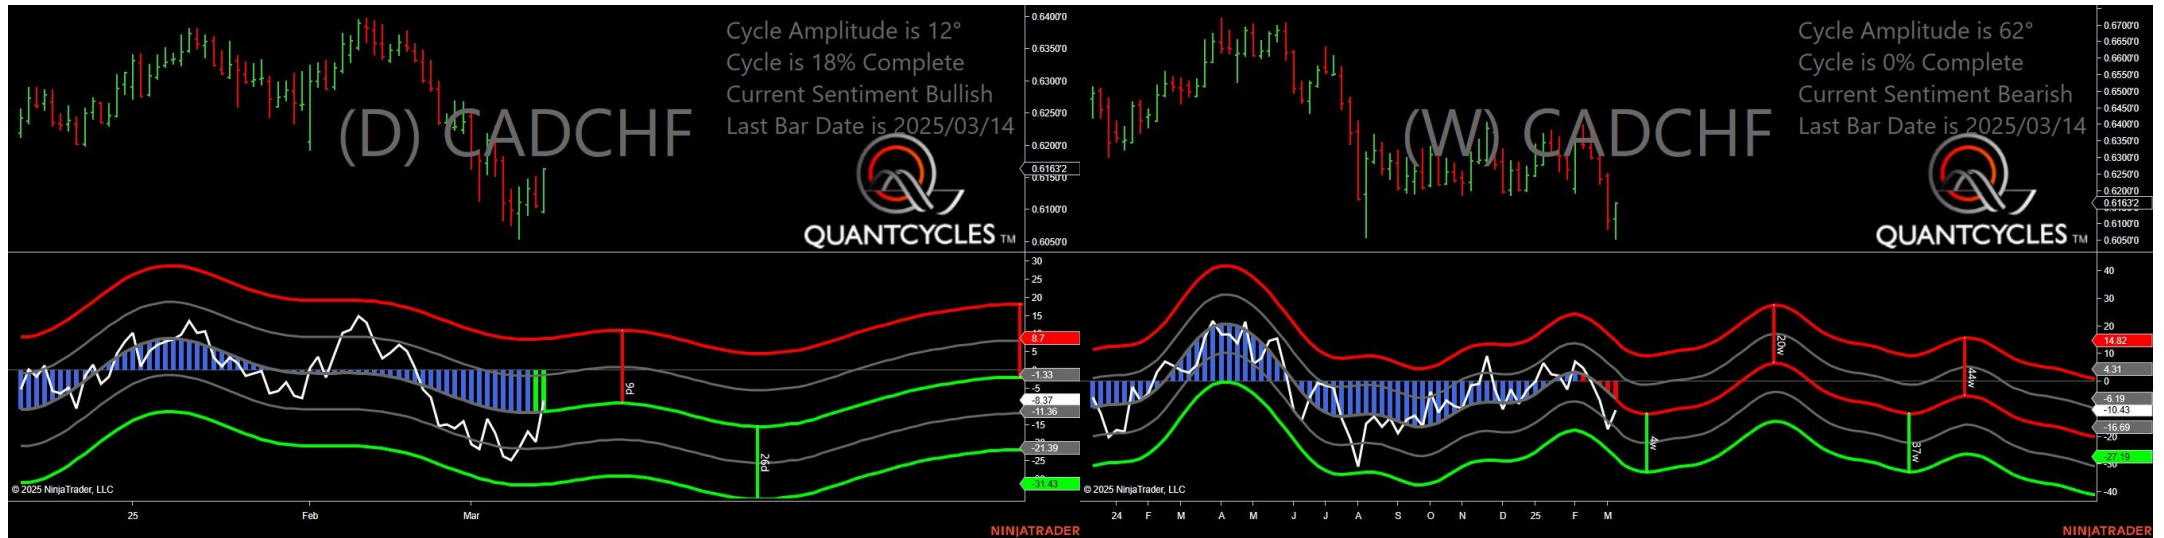 Cycle Amplitude is 12°
Cycle is 18% Complete
Current Sentiment Bullish
Last Bar Date is 2025/03/14
(D) CADCHF
QUANTCYCLES TM
0.6400'0
0.6350'0
0.6300'0
0.6250'0
0.6200'0
0.6163'2
0.6150'0
0.6100'0
0.6050'0
30
25
20
15
8.7
5
-1.33
-5
-8.37
-11.36
-15
-21.39
-25
-31.43
9d
26d
© 2025 NinjaTrader, LLC
25 Feb Mar
NINJATRADER
Cycle Amplitude is 62°
Cycle is 0% Complete
Current Sentiment Bearish
Last Bar Date is 2025/03/14
(W) CADCHF
QUANTCYCLES TM
0.6700'0
0.6650'0
0.6600'0
0.6550'0
0.6500'0
0.6450'0
0.6400'0
0.6350'0
0.6300'0
0.6250'0
0.6200'0
0.6163'2
0.6050'0
40
30
20
14.82
10
4.31
0
-6.19
-10.43
-16.69
-20
-27.19
-30
-40
20w
44w
4w
37w
© 2025 NinjaTrader, LLC
24 F M A M J J A S O N D 25 F M
NINJATRADER